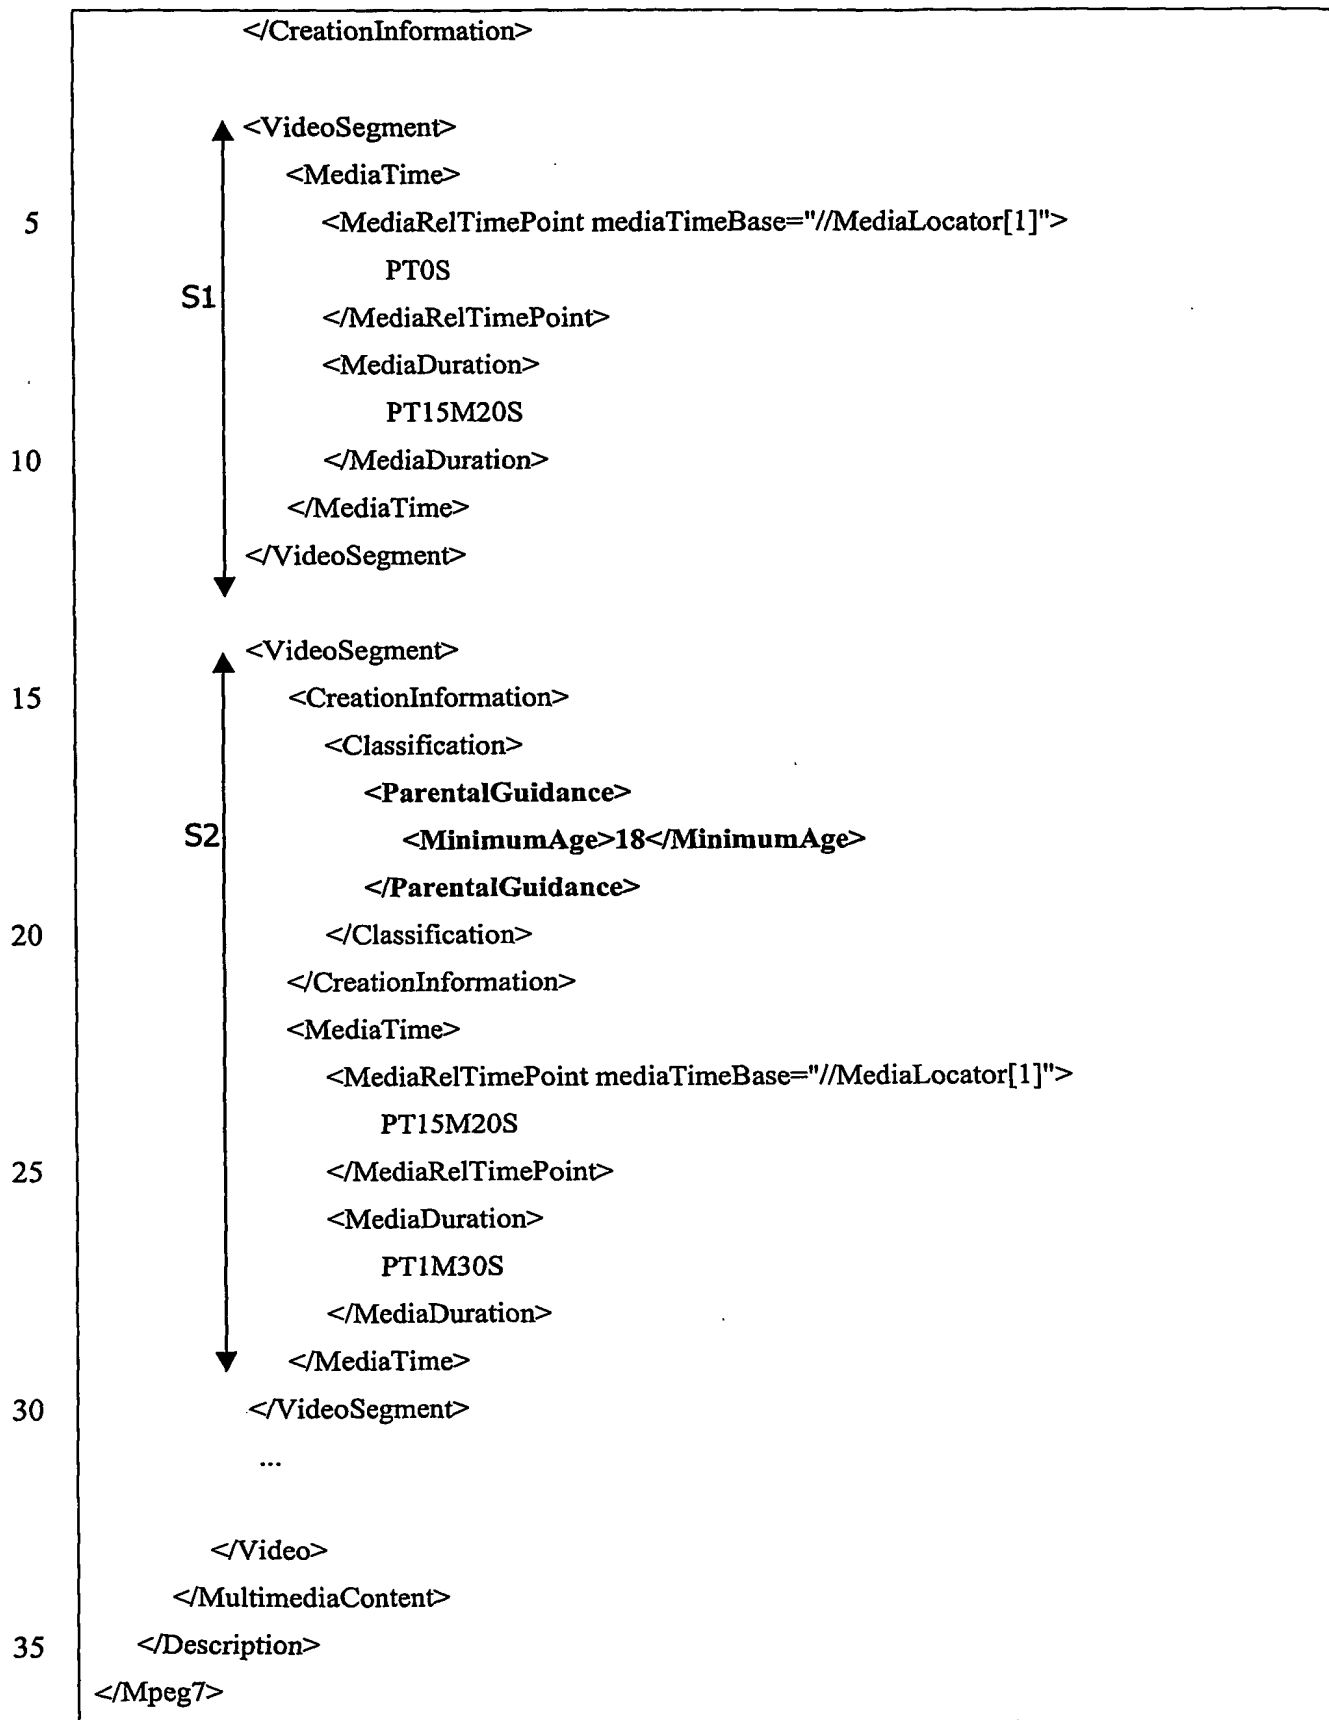 </CreationInformation>
<VideoSegment>
<MediaTime>
5 <MediaRelTimePoint mediaTimeBase="//MediaLocator[1]">
PT0S
S1
</MediaRelTimePoint>
<MediaDuration>
PT15M20S
10 </MediaDuration>
</MediaTime>
</VideoSegment>
<VideoSegment>
15 <CreationInformation>
<Classification>
<ParentalGuidance>
S2 <MinimumAge>18</MinimumAge>
</ParentalGuidance>
20 </Classification>
</CreationInformation>
<MediaTime>
<MediaRelTimePoint mediaTimeBase="//MediaLocator[1]">
PT15M20S
25 </MediaRelTimePoint>
<MediaDuration>
PT1M30S
</MediaDuration>
</MediaTime>
30 </VideoSegment>
...
</Video>
</MultimediaContent>
35 </Description>
</Mpeg7>